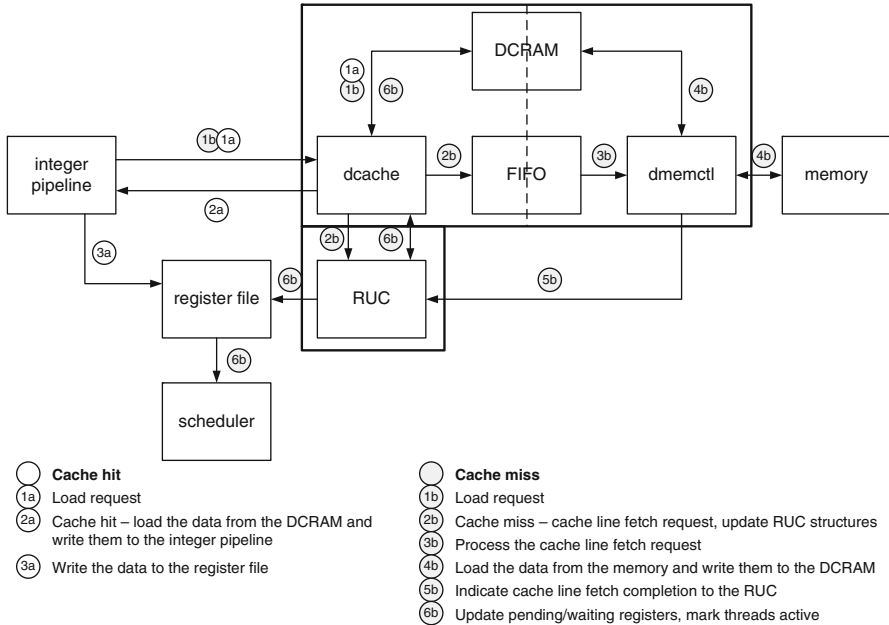 DCRAM
1a
1b
6b
4b
integer
pipeline
1b 1a
dcache
2b
FIFO
3b
dmemctl
4b
memory
2a
3a
2b
6b
register file
6b
RUC
5b
6b
scheduler
Cache hit
1a Load request
2a Cache hit – load the data from the DCRAM and
write them to the integer pipeline
3a Write the data to the register file
Cache miss
1b Load request
2b Cache miss – cache line fetch request, update RUC structures
3b Process the cache line fetch request
4b Load the data from the memory and write them to the DCRAM
5b Indicate cache line fetch completion to the RUC
6b Update pending/waiting registers, mark threads active